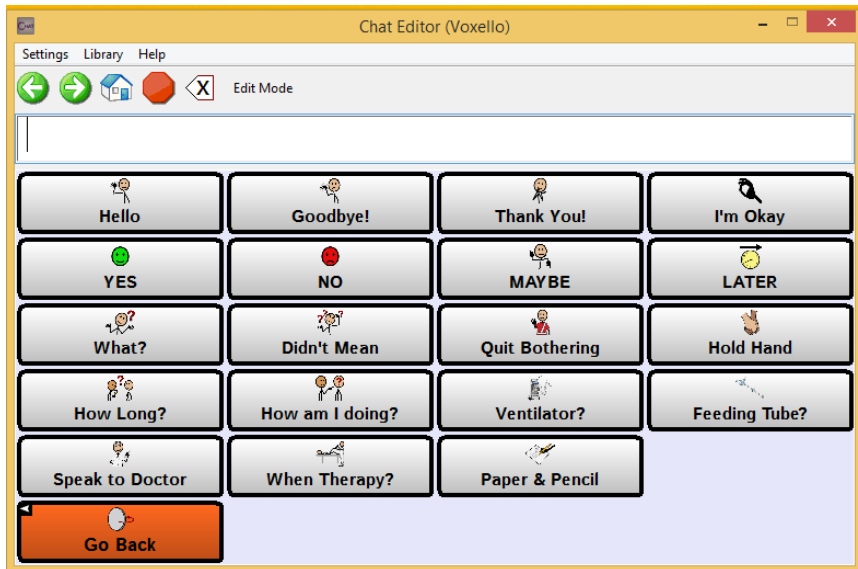 CHAT
Chat Editor (Voxello)
Settings Library Help
X Edit Mode
Hello Goodbye! Thank You! I'm Okay
YES NO MAYBE LATER
What? Didn't Mean Quit Bothering Hold Hand
How Long? How am I doing? Ventilator? Feeding Tube?
Speak to Doctor When Therapy? Paper & Pencil
Go Back